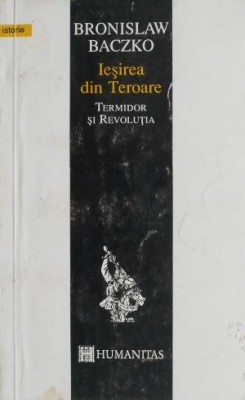 istorie
BRONISLAW
BACZKO
Ieşirea
din Teroare
TERMIDOR
ŞI REVOLUŢIA
HUMANITAS